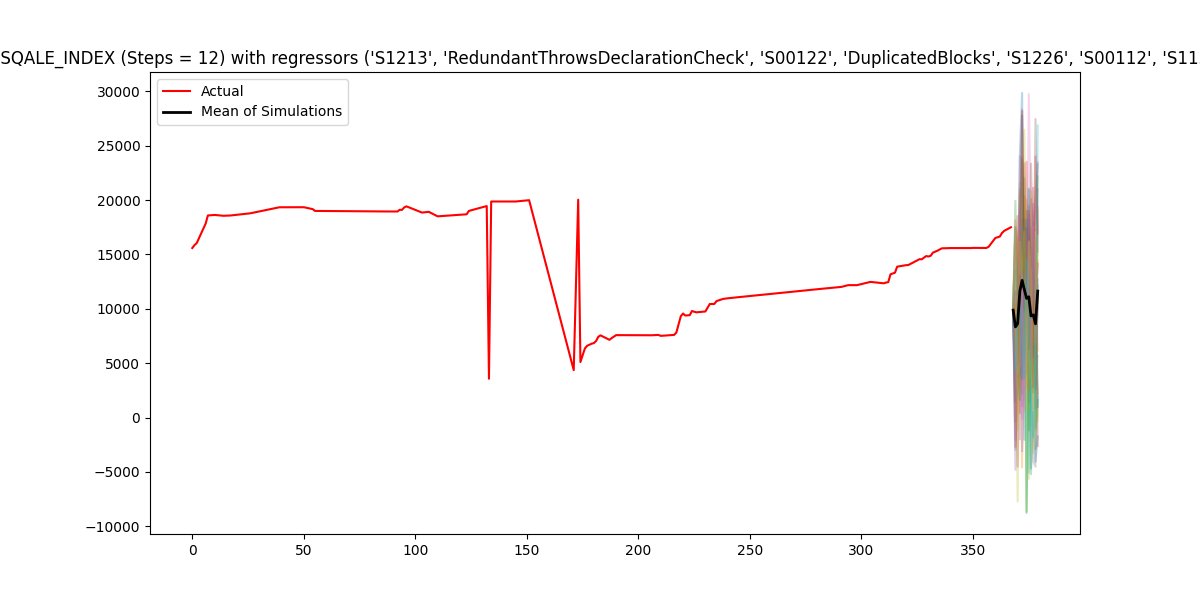 SQALE_INDEX (Steps = 12) with regressors ('S1213', 'RedundantThrowsDeclarationCheck', 'S00122', 'DuplicatedBlocks', 'S1226', 'S00112', 'S11
Actual
Mean of Simulations
30000
25000
20000
15000
10000
5000
0
−5000
−10000
0 50 100 150 200 250 300 350